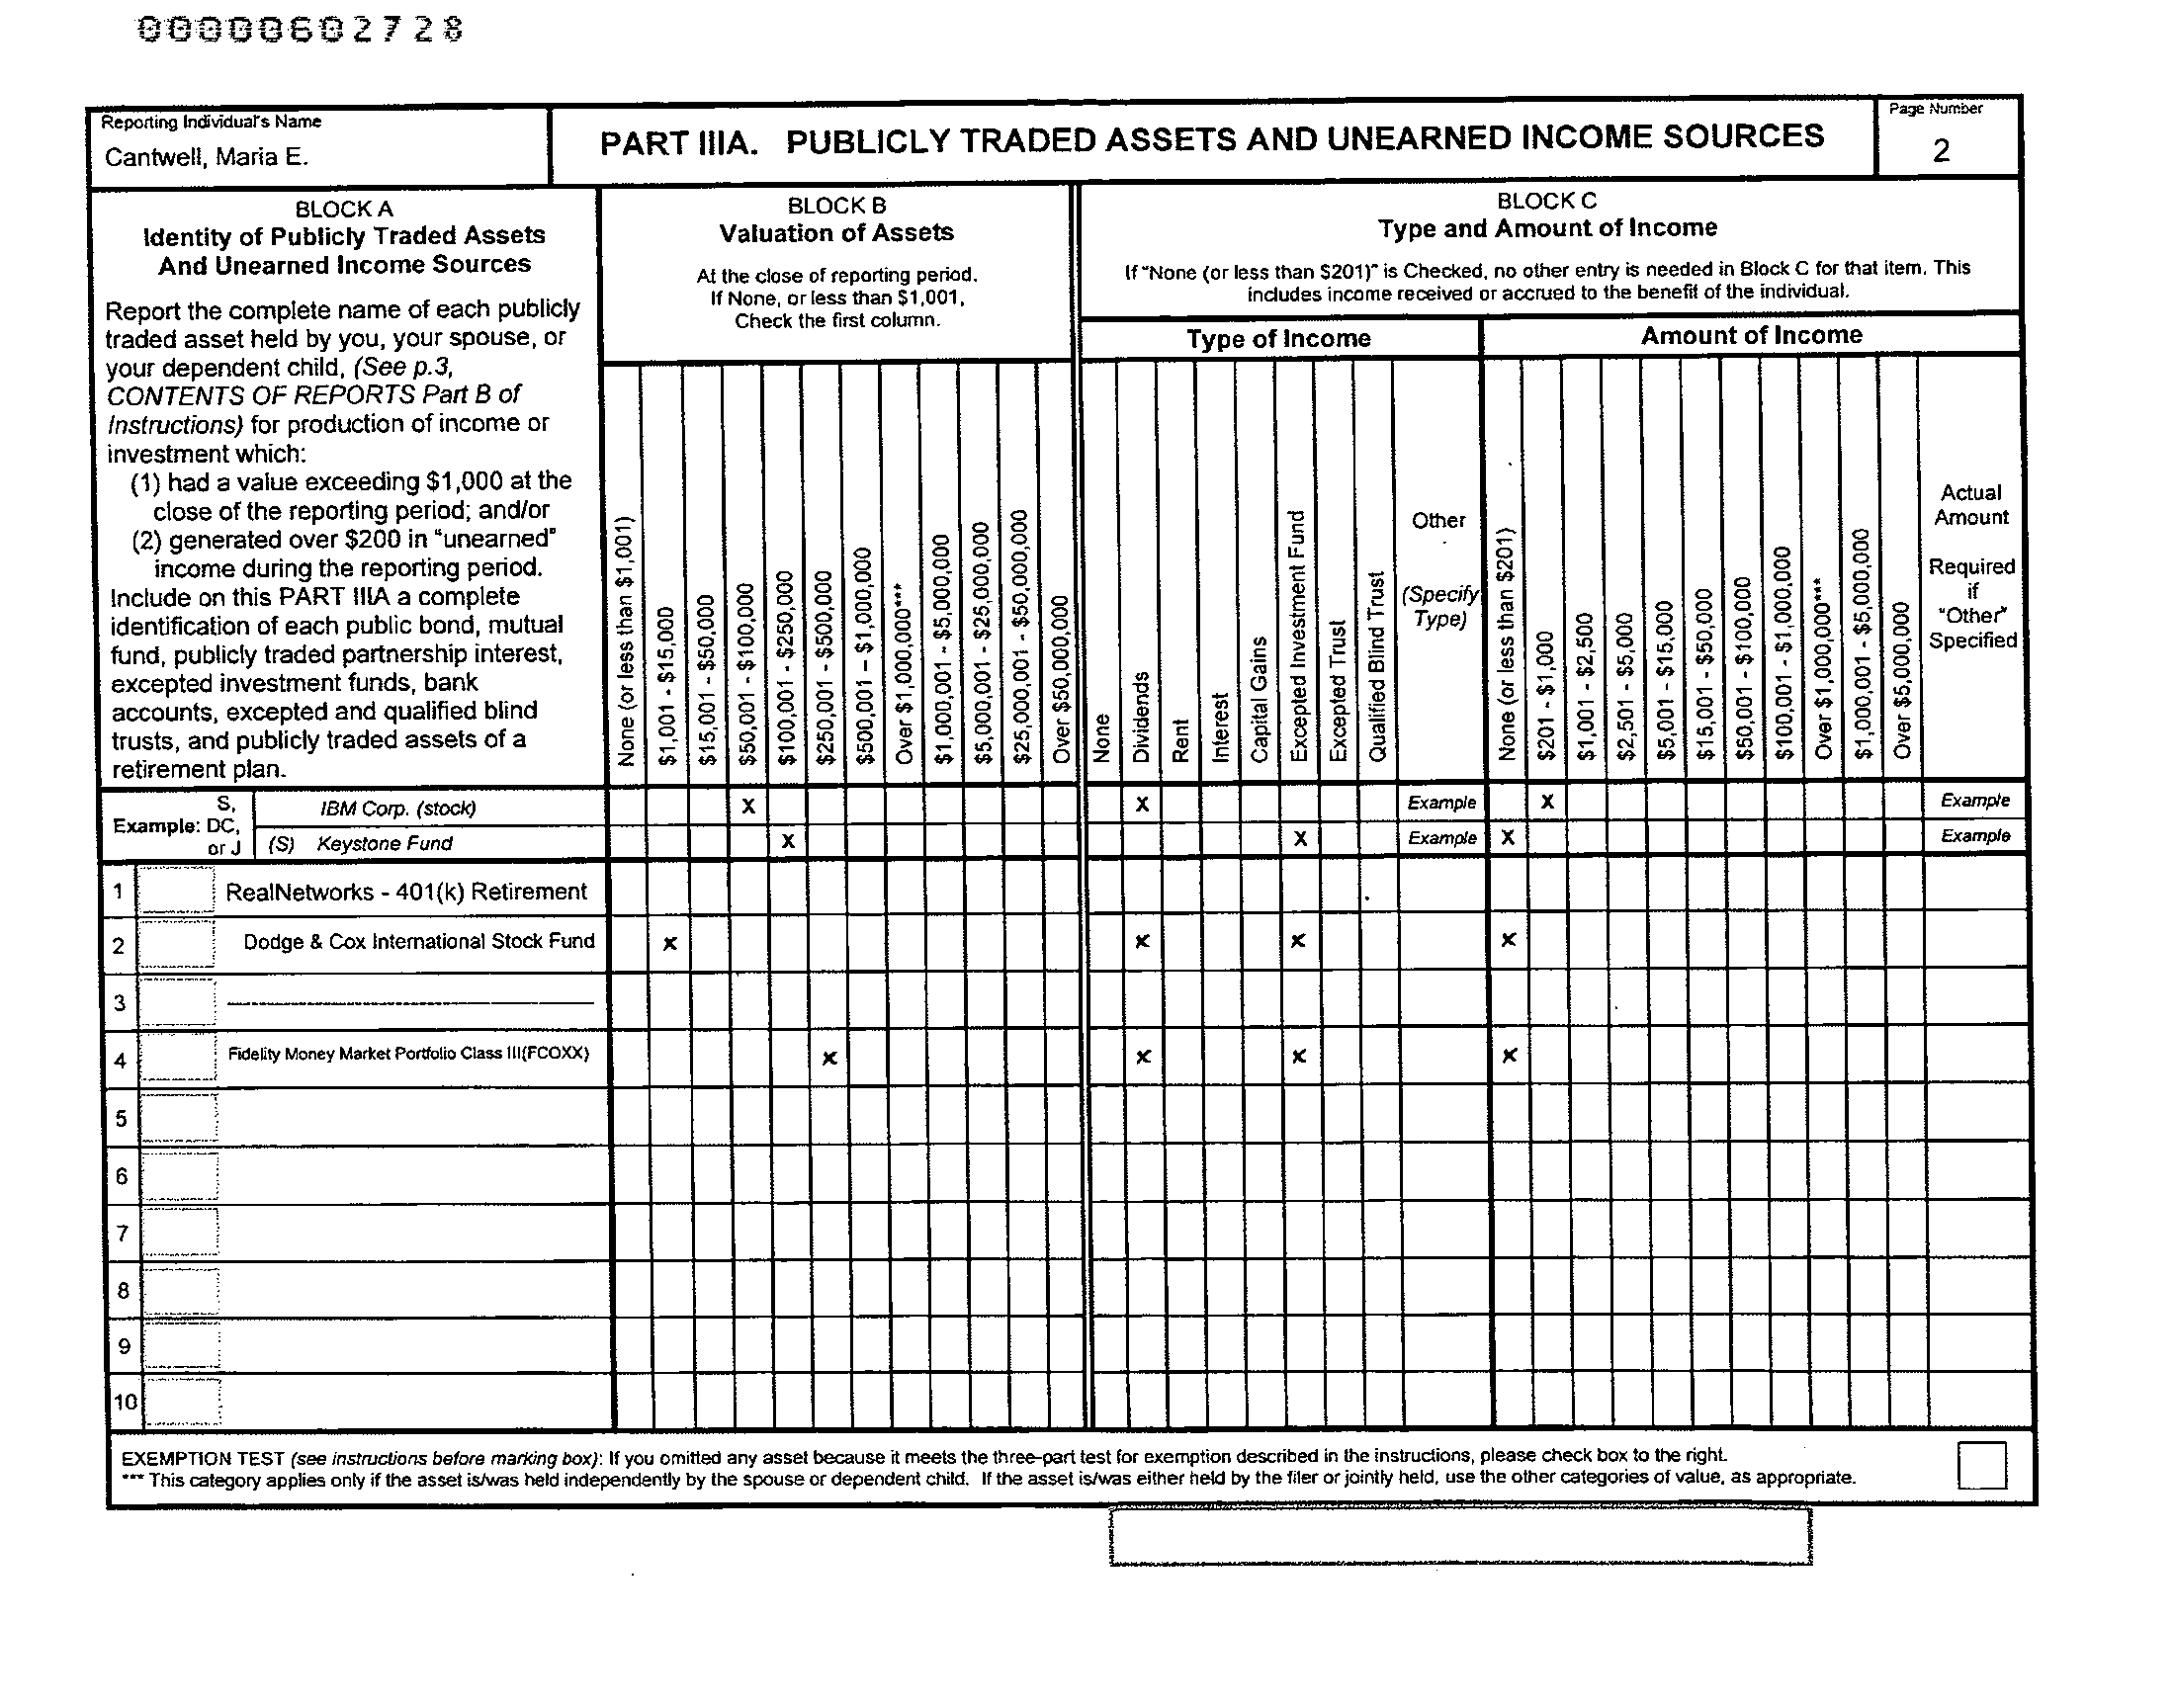 00000602728
Reporting Individual's Name
Cantwell, Maria E.
PART IIIA. PUBLICLY TRADED ASSETS AND UNEARNED INCOME SOURCES
Page Number
2
BLOCK A
Identity of Publicly Traded Assets
And Unearned Income Sources
Report the complete name of each publicly
traded asset held by you, your spouse, or
your dependent child, (See p.3,
CONTENTS OF REPORTS Part B of
Instructions) for production of income or
investment which:
(1) had a value exceeding $1,000 at the
close of the reporting period; and/or
(2) generated over $200 in "unearned"
income during the reporting period.
Include on this PART IIIA a complete
identification of each public bond, mutual
fund, publicly traded partnership interest,
excepted investment funds, bank
accounts, excepted and qualified blind
trusts, and publicly traded assets of a
retirement plan.
BLOCK B
Valuation of Assets
At the close of reporting period.
If None, or less than $1,001,
Check the first column.
None (or less than $1,001)
$1,001 - $15,000
$15,001 - $50,000
$50,001 - $100,000
$100,001 - $250,000
$250,001 - $500,000
$500,001 – $1,000,000
Over $1,000,000***
$1,000,001 - $5,000,000
$5,000,001 - $25,000,000
$25,000,001 - $50,000,000
Over $50,000,000
BLOCK C
Type and Amount of Income
If "None (or less than $201)" is Checked, no other entry is needed in Block C for that item. This
includes income received or accrued to the benefit of the individual.
Type of Income
None
Dividends
Rent
Interest
Capital Gains
Excepted Investment Fund
Excepted Trust
Qualified Blind Trust
Other
(Specify
Type)
Amount of Income
None (or less than $201)
$201 - $1,000
$1,001 - $2,500
$2,501 - $5,000
$5,001 - $15,000
$15,001 - $50,000
$50,001 - $100,000
$100,001 - $1,000,000
Over $1,000,000***
$1,000,001 - $5,000,000
Over $5,000,000
Actual
Amount
Required
if
"Other"
Specified
Example: S, DC, or J
IBM Corp. (stock) X X Example X Example
(S) Keystone Fund X X Example X Example
1 RealNetworks - 401(k) Retirement
2 Dodge & Cox International Stock Fund x x x x
3
4 Fidelity Money Market Portfolio Class III(FCOXX) x x x x
5
6
7
8
9
10
EXEMPTION TEST (see instructions before marking box): If you omitted any asset because it meets the three-part test for exemption described in the instructions, please check box to the right.
*** This category applies only if the asset is/was held independently by the spouse or dependent child. If the asset is/was either held by the filer or jointly held, use the other categories of value, as appropriate.